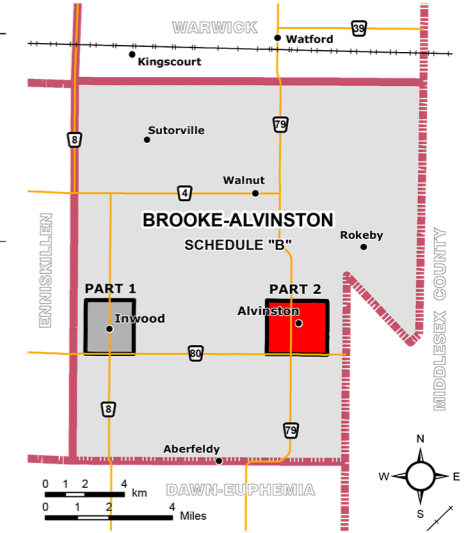 WARWICK
39
Watford
Kingscourt
79
8
Sutorville
Walnut
4
BROOKE-ALVINSTON
SCHEDULE "B"
Rokeby
ENNISKILLEN
MIDDLESEX COUNTY
PART 1
PART 2
Inwood
Alvinston
80
8
79
Aberfeldy
N
W
E
S
0 1 2 4 km
DAWN-EUPHEMIA
0 1 2 4 Miles